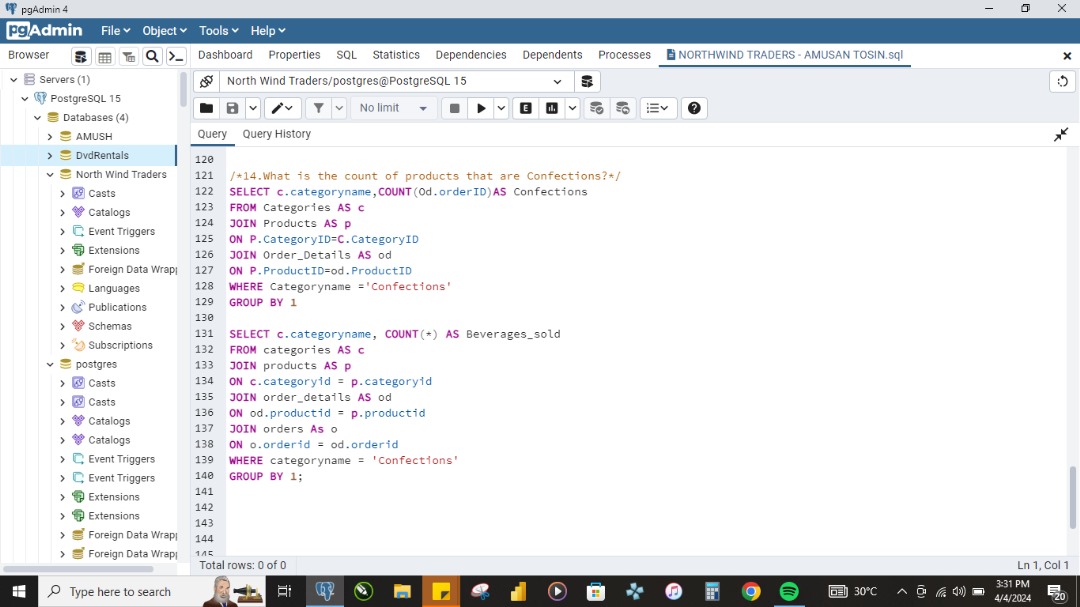 pgAdmin 4
pgAdmin File Object Tools Help
Browser Dashboard Properties SQL Statistics Dependencies Dependents Processes NORTHWIND TRADERS - AMUSAN TOSIN.sql
Servers (1)
PostgreSQL 15
Databases (4)
AMUSH
DvdRentals
North Wind Traders
Casts
Catalogs
Event Triggers
Extensions
Foreign Data Wrapp
Languages
Publications
Schemas
Subscriptions
postgres
Casts
Casts
Catalogs
Catalogs
Event Triggers
Event Triggers
Extensions
Extensions
Foreign Data Wrapp
Foreign Data Wrapp
North Wind Traders/postgres@PostgreSQL 15
No limit E
Query Query History
120
121 /*14.What is the count of products that are Confections?*/
122 SELECT c.categoryname,COUNT(Od.orderID)AS Confections
123 FROM Categories AS c
124 JOIN Products AS p
125 ON P.CategoryID=C.CategoryID
126 JOIN Order_Details AS od
127 ON P.ProductID=od.ProductID
128 WHERE Categoryname ='Confections'
129 GROUP BY 1
130
131 SELECT c.categoryname, COUNT(*) AS Beverages_sold
132 FROM categories AS c
133 JOIN products AS p
134 ON c.categoryid = p.categoryid
135 JOIN order_details AS od
136 ON od.productid = p.productid
137 JOIN orders As o
138 ON o.orderid = od.orderid
139 WHERE categoryname = 'Confections'
140 GROUP BY 1;
141
142
143
144
145
Total rows: 0 of 0 Ln 1, Col 1
Type here to search 30°C 3:31 PM
4/4/2024 20